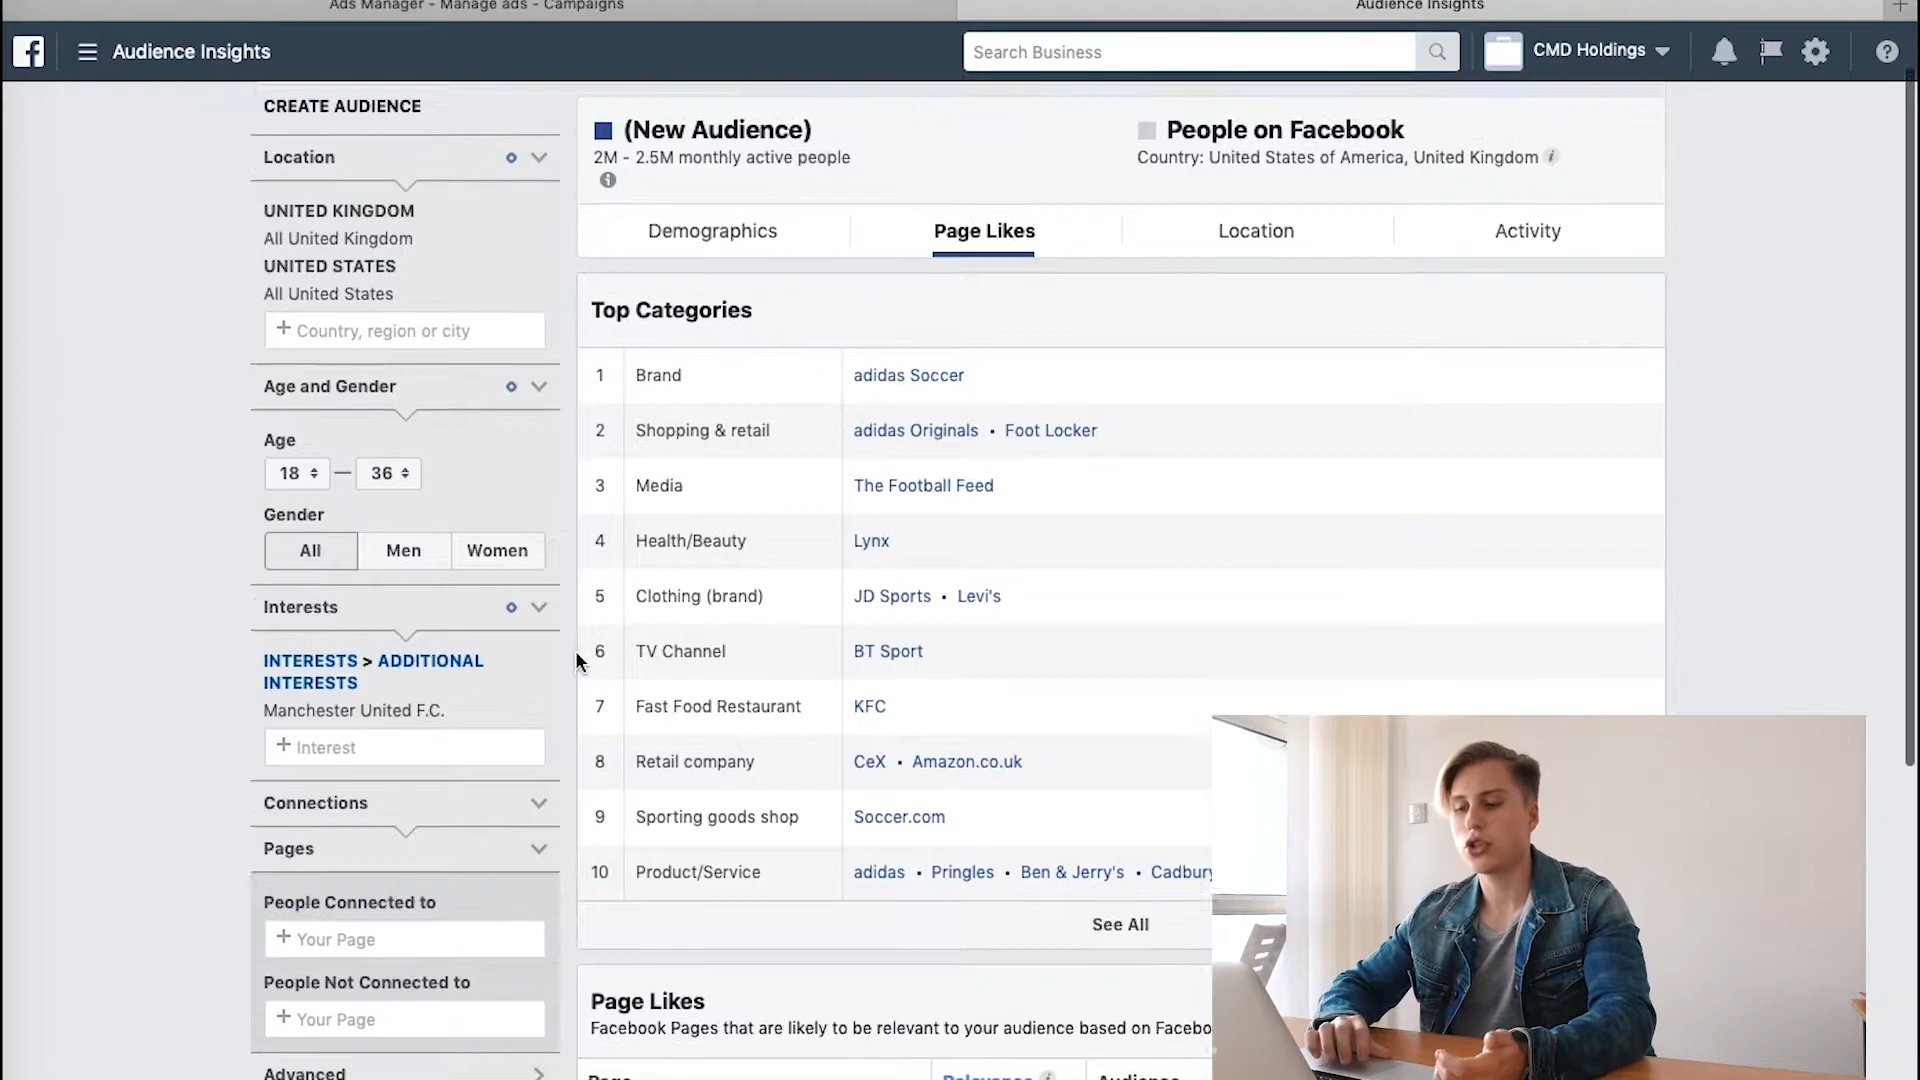 Ads Manager - Manage ads - Campaigns
Audience Insights
Audience Insights
Search Business
CMD Holdings
CREATE AUDIENCE
Location
UNITED KINGDOM
All United Kingdom
UNITED STATES
All United States
Country, region or city
Age and Gender
Age
18 — 36
Gender
All Men Women
Interests
INTERESTS > ADDITIONAL
INTERESTS
Manchester United F.C.
Interest
Connections
Pages
People Connected to
Your Page
People Not Connected to
Your Page
Advanced
(New Audience)
2M - 2.5M monthly active people
People on Facebook
Country: United States of America, United Kingdom
Demographics Page Likes Location Activity
Top Categories
1 Brand adidas Soccer
2 Shopping & retail adidas Originals • Foot Locker
3 Media The Football Feed
4 Health/Beauty Lynx
5 Clothing (brand) JD Sports • Levi's
6 TV Channel BT Sport
7 Fast Food Restaurant KFC
8 Retail company CeX • Amazon.co.uk
9 Sporting goods shop Soccer.com
10 Product/Service adidas • Pringles • Ben & Jerry's • Cadbury
See All
Page Likes
Facebook Pages that are likely to be relevant to your audience based on Facebo
Page Relevance Audience